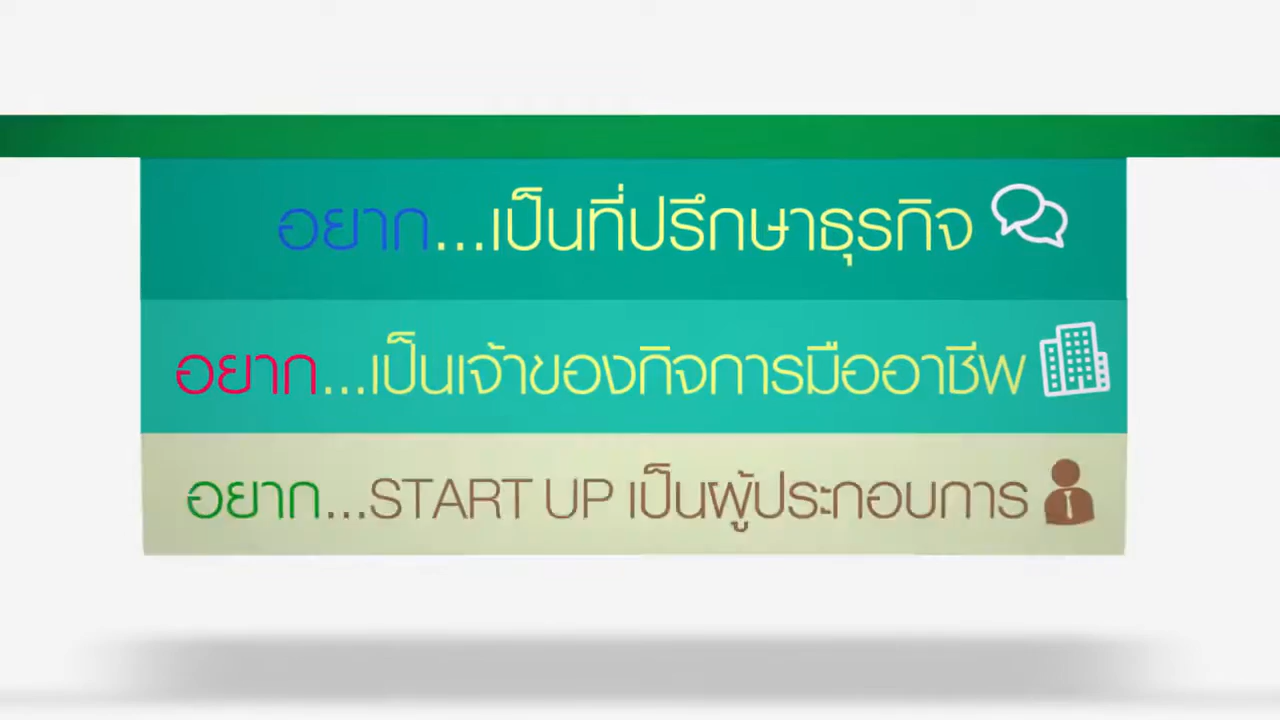 อยาก...เป็นที่ปรึกษาธุรกิจ
อยาก...เป็นเจ้าของกิจการมืออาชีพ
อยาก...START UP เป็นผู้ประกอบการ